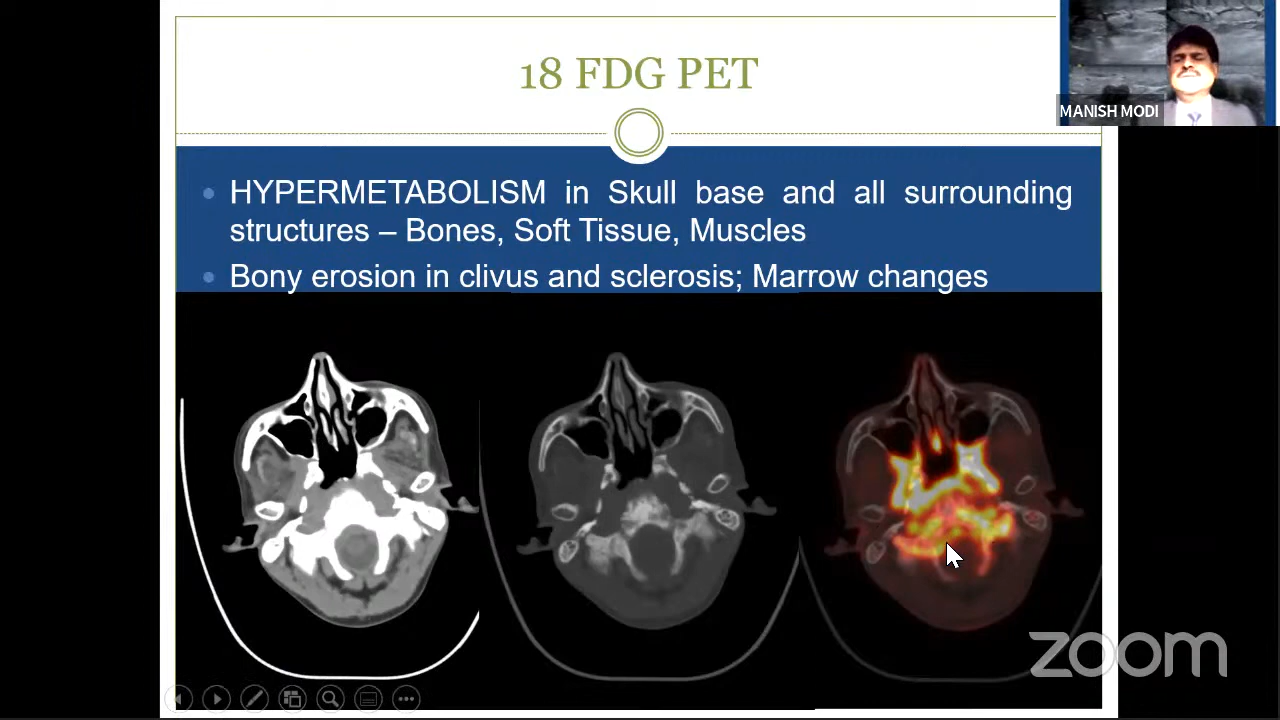 18 FDG PET
MANISH MODI
HYPERMETABOLISM in Skull base and all surrounding
structures – Bones, Soft Tissue, Muscles
Bony erosion in clivus and sclerosis; Marrow changes
zoom